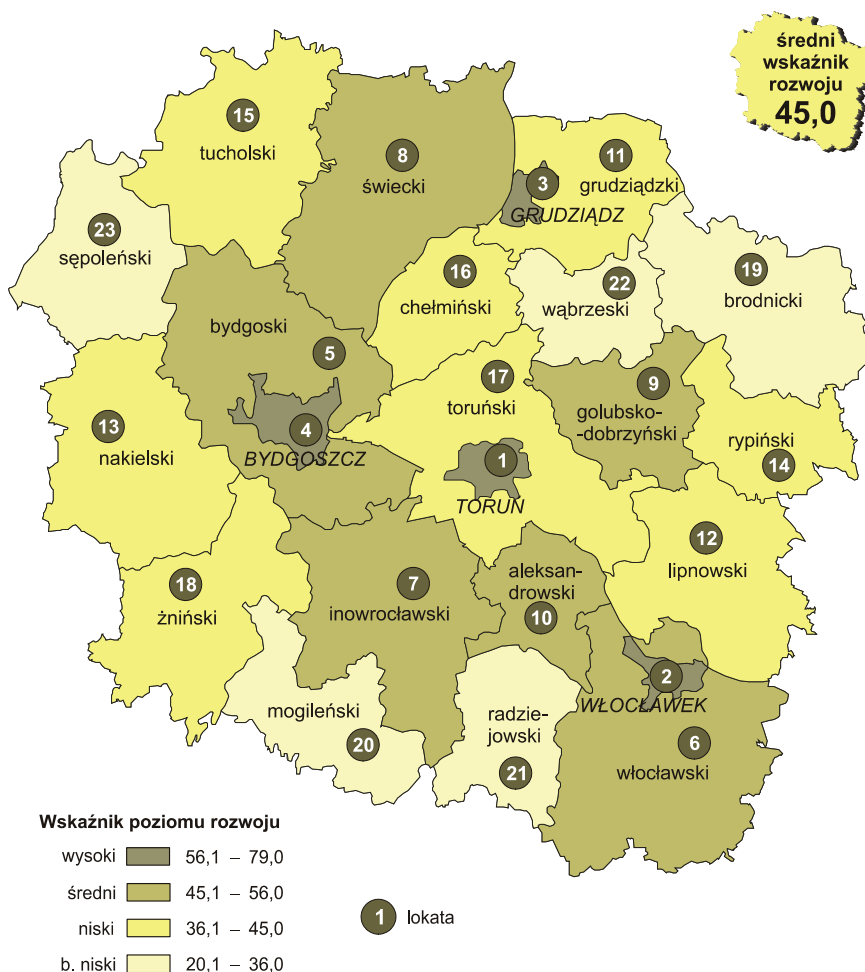 średni
wskaźnik
rozwoju
45,0
15
tucholski
8
świecki
11
grudziądzki
3
GRUDZIĄDZ
23
sępoleński
16
chełmiński
22
wąbrzeski
19
brodnicki
bydgoski
5
17
toruński
9
golubsko-
-dobrzyński
13
nakielski
4
BYDGOSZCZ
1
TORUŃ
rypiński
14
12
lipnowski
18
żniński
7
inowrocławski
aleksan-
drowski
10
2
WŁOCŁAWEK
mogileński
20
radzie-
jowski
21
6
włocławski
Wskaźnik poziomu rozwoju
wysoki 56,1 – 79,0
średni 45,1 – 56,0
niski 36,1 – 45,0
b. niski 20,1 – 36,0
1 lokata